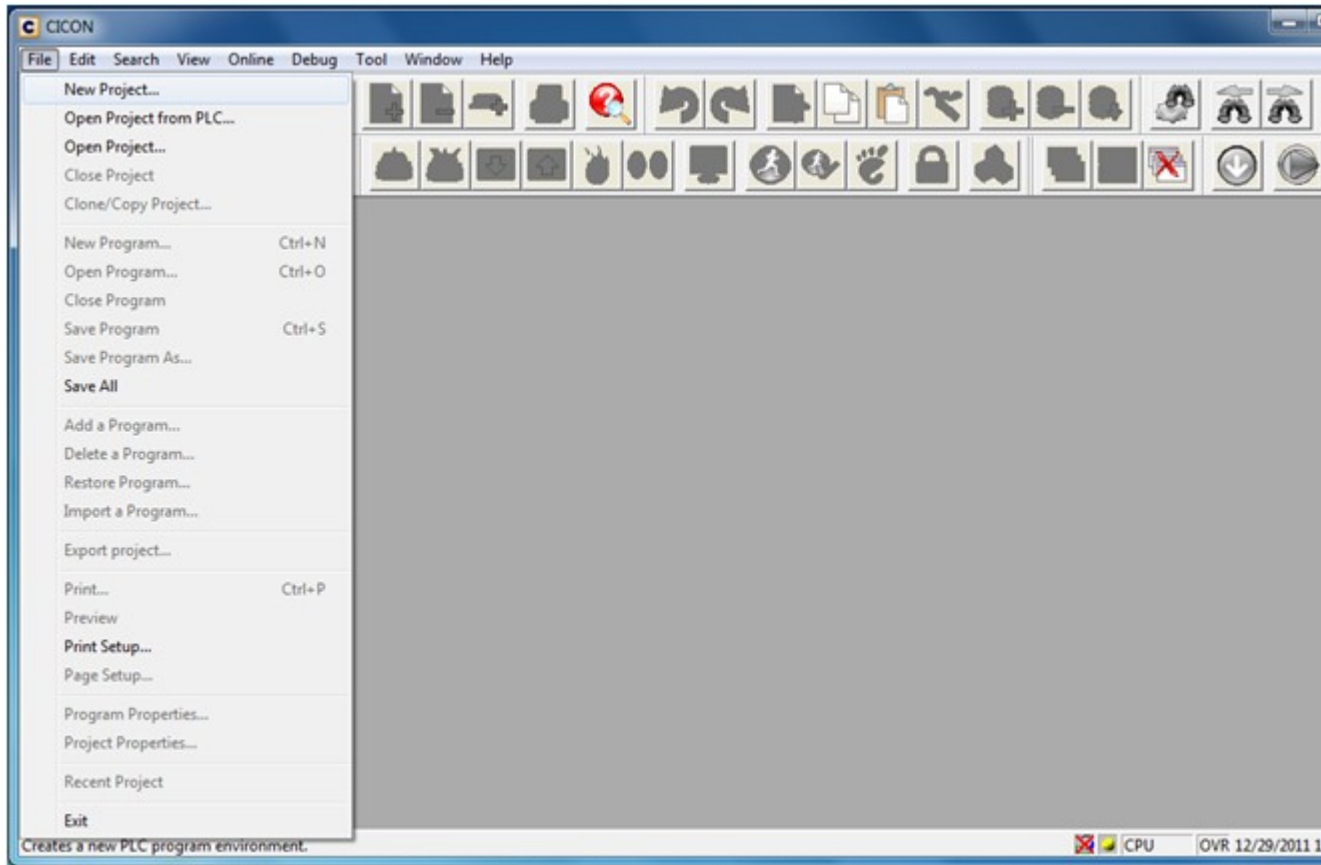 CICON
File Edit Search View Online Debug Tool Window Help
New Project...
Open Project from PLC...
Open Project...
Close Project
Clone/Copy Project...
New Program... Ctrl+N
Open Program... Ctrl+O
Close Program
Save Program Ctrl+S
Save Program As...
Save All
Add a Program...
Delete a Program...
Restore Program...
Import a Program...
Export project...
Print... Ctrl+P
Preview
Print Setup...
Page Setup...
Program Properties...
Project Properties...
Recent Project
Exit
Creates a new PLC program environment. CPU OVR 12/29/2011 1